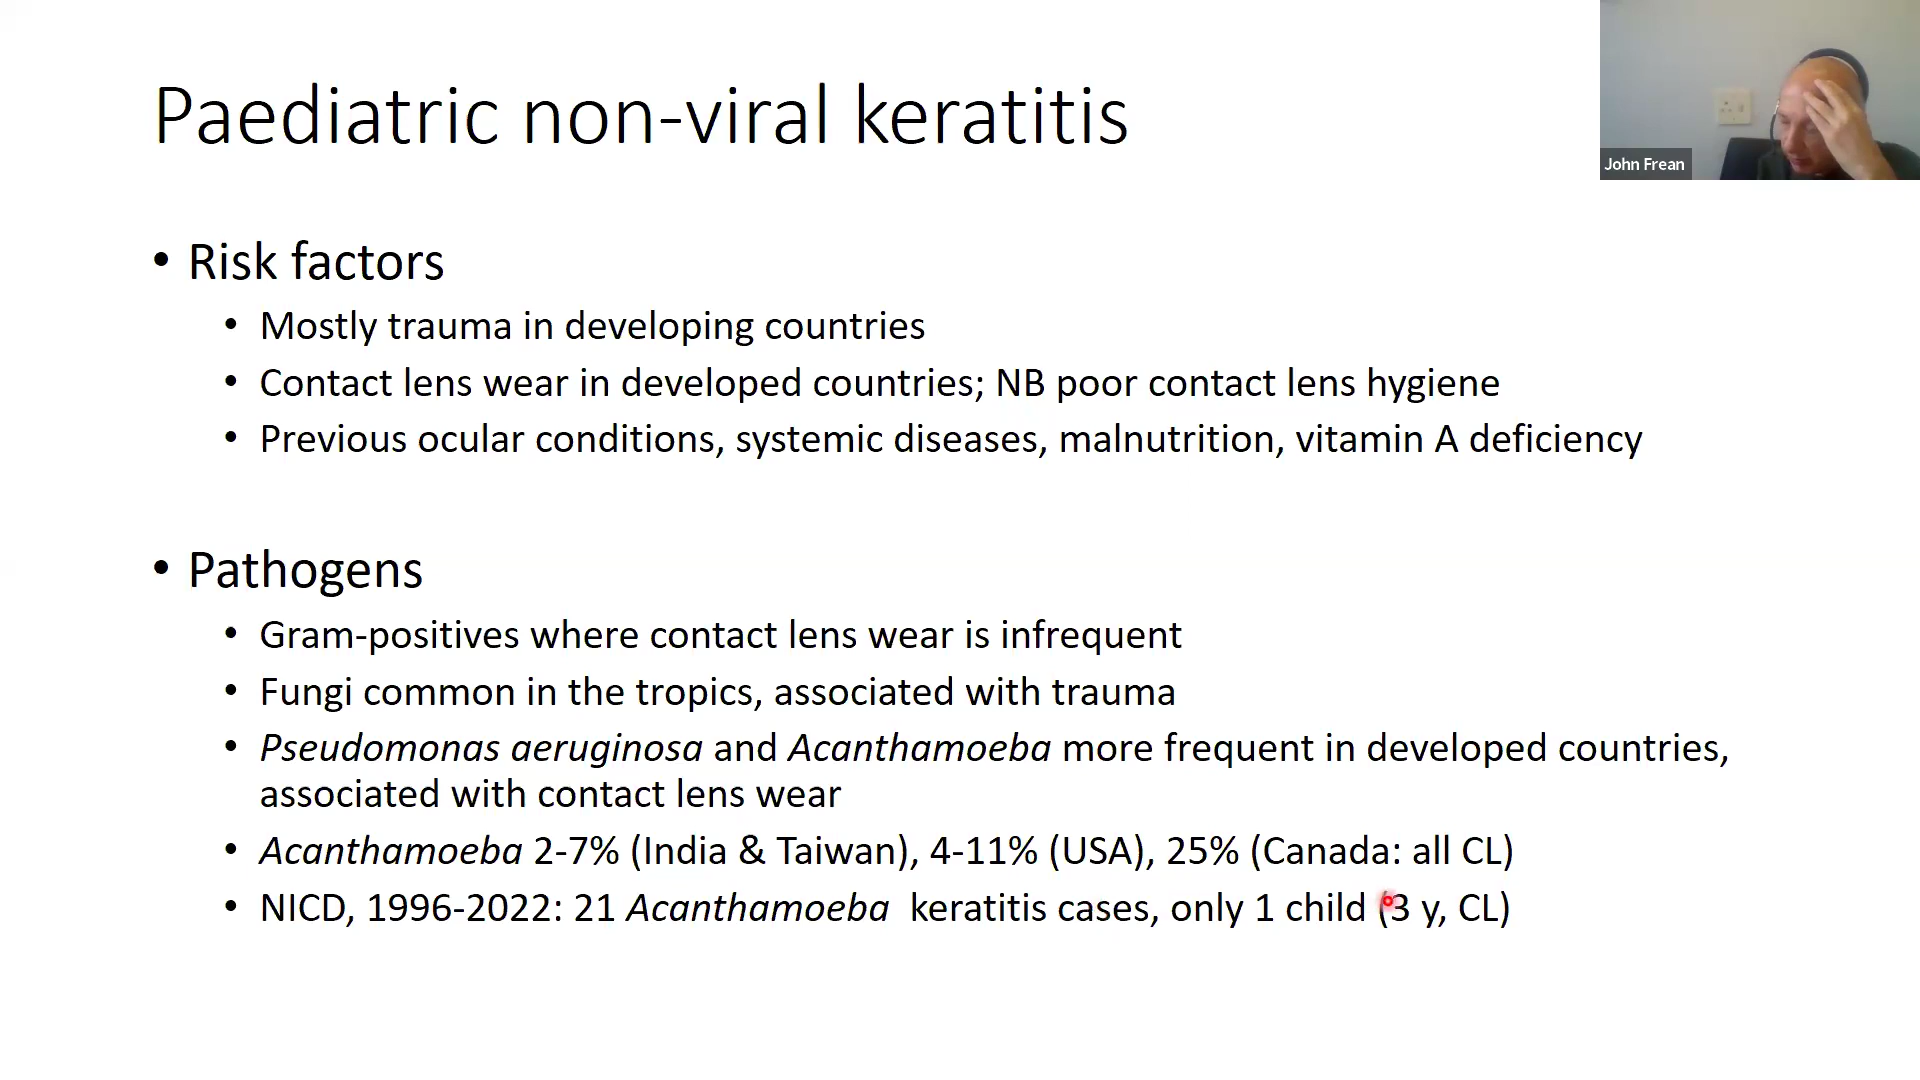 Paediatric non-viral keratitis
John Frean
• Risk factors
• Mostly trauma in developing countries
• Contact lens wear in developed countries; NB poor contact lens hygiene
• Previous ocular conditions, systemic diseases, malnutrition, vitamin A deficiency
• Pathogens
• Gram-positives where contact lens wear is infrequent
• Fungi common in the tropics, associated with trauma
• Pseudomonas aeruginosa and Acanthamoeba more frequent in developed countries,
associated with contact lens wear
• Acanthamoeba 2-7% (India & Taiwan), 4-11% (USA), 25% (Canada: all CL)
• NICD, 1996-2022: 21 Acanthamoeba keratitis cases, only 1 child (3 y, CL)